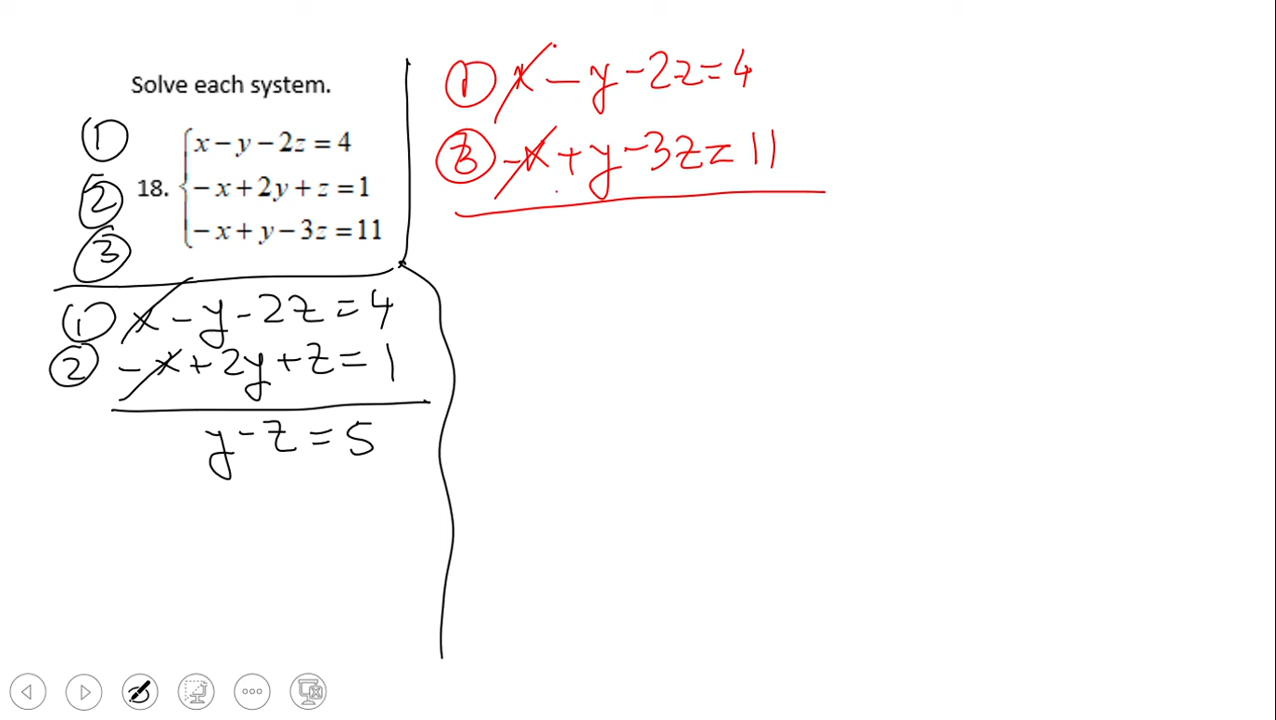 Solve each system.
① x - y - 2z = 4
② 18. - x + 2y + z = 1
③ - x + y - 3z = 11
① x - y - 2z = 4
② - x + 2y + z = 1
y - z = 5
① x - y - 2z = 4
③ - x + y - 3z = 11